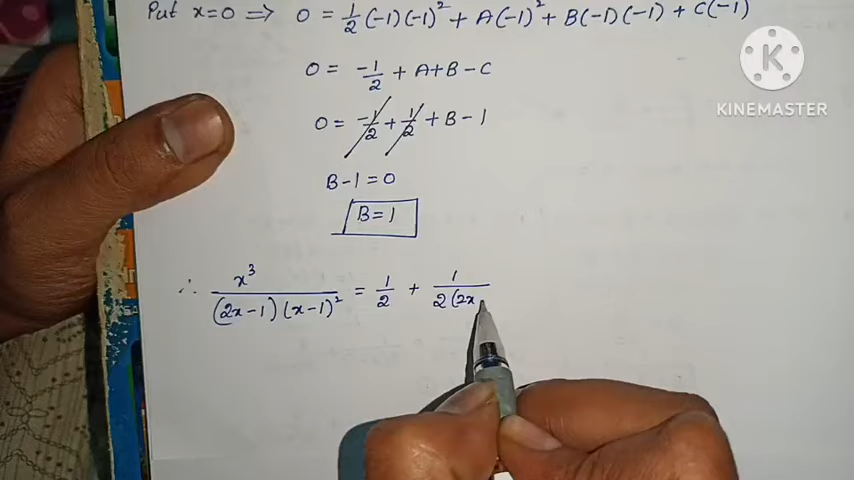 Put x=0 ⇒ 0 = 1/2 (-1)(-1)² + A(-1)² + B(-1)(-1) + C(-1)
0 = -1/2 + A+B-C
0 = -1/2 + 1/2 + B-1
B-1=0
B=1
∴ x³/((2x-1)(x-1)²) = 1/2 + 1/(2(2x
KINEMASTER